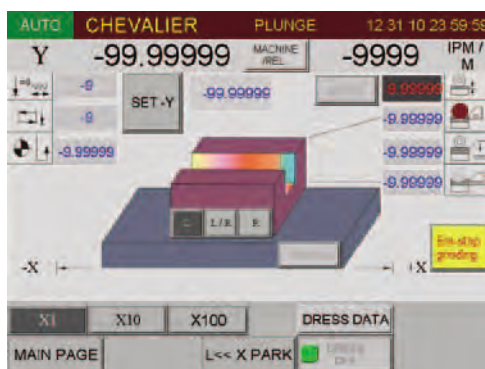 AUTO CHEVALIER PLUNGE 12 31 10 23 59:59
Y -99.99999 MACHINE /REL -9999 IPM / M
-9 SET-Y -99.99999 -9.99999
-9 -9.99999
-9.99999 -9.99999
-9.99999
L/R R
-X +X
grinding
X1 X10 X100 DRESS DATA
MAIN PAGE L<< X PARK DRESS